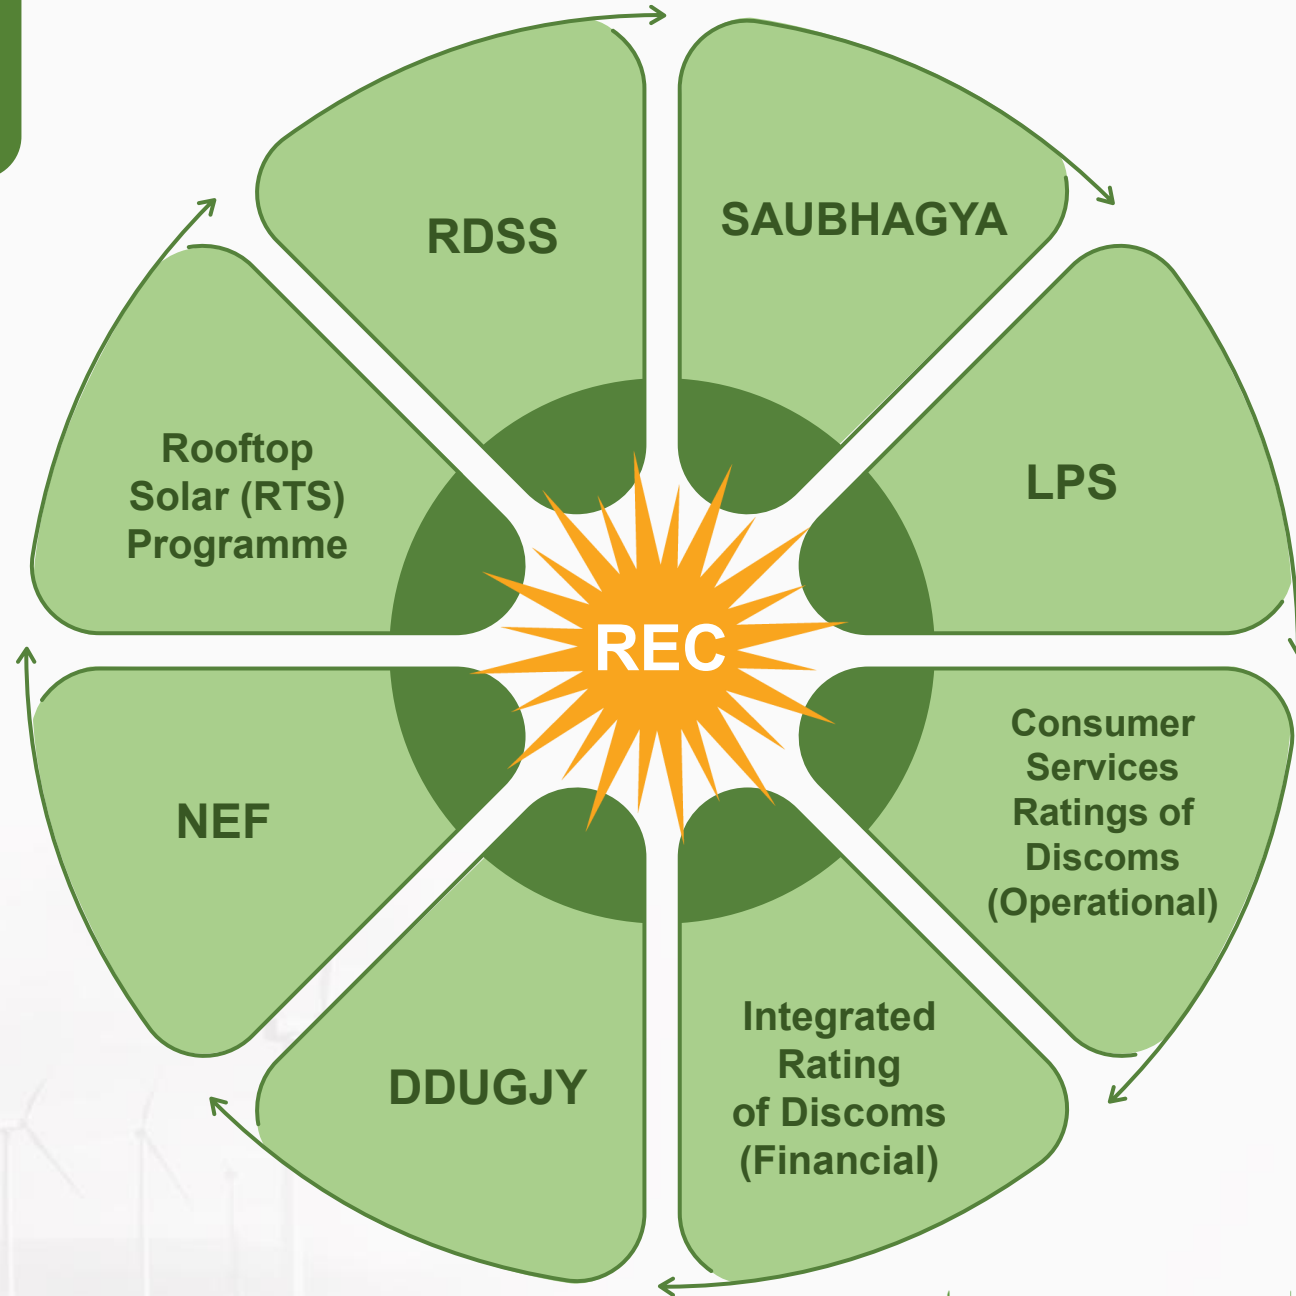 RDSS
SAUBHAGYA
LPS
Consumer
Services
Ratings of
Discoms
(Operational)
Integrated
Rating
of Discoms
(Financial)
DDUGJY
NEF
Rooftop
Solar (RTS)
Programme
REC